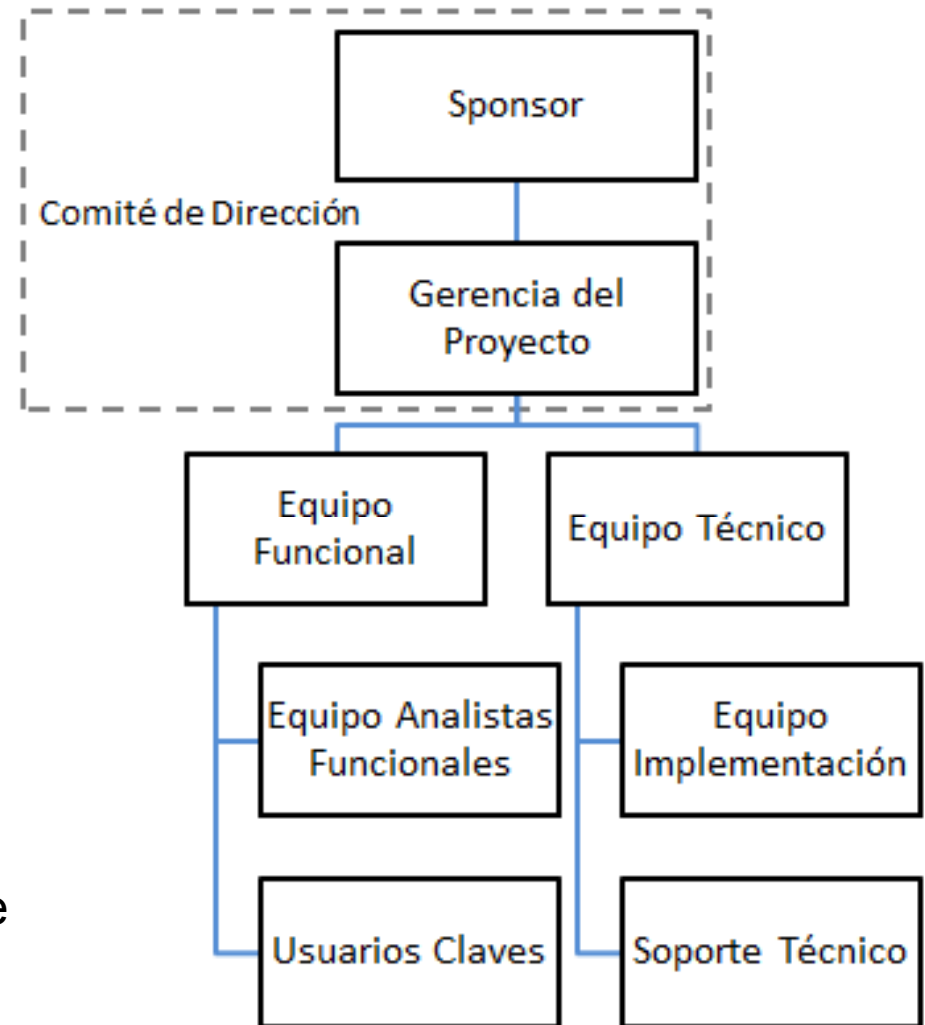 Sponsor
Comité de Dirección
Gerencia del
Proyecto
Equipo
Funcional
Equipo Técnico
Equipo Analistas
Funcionales
Equipo
Implementación
e
Usuarios Claves
Soporte Técnico